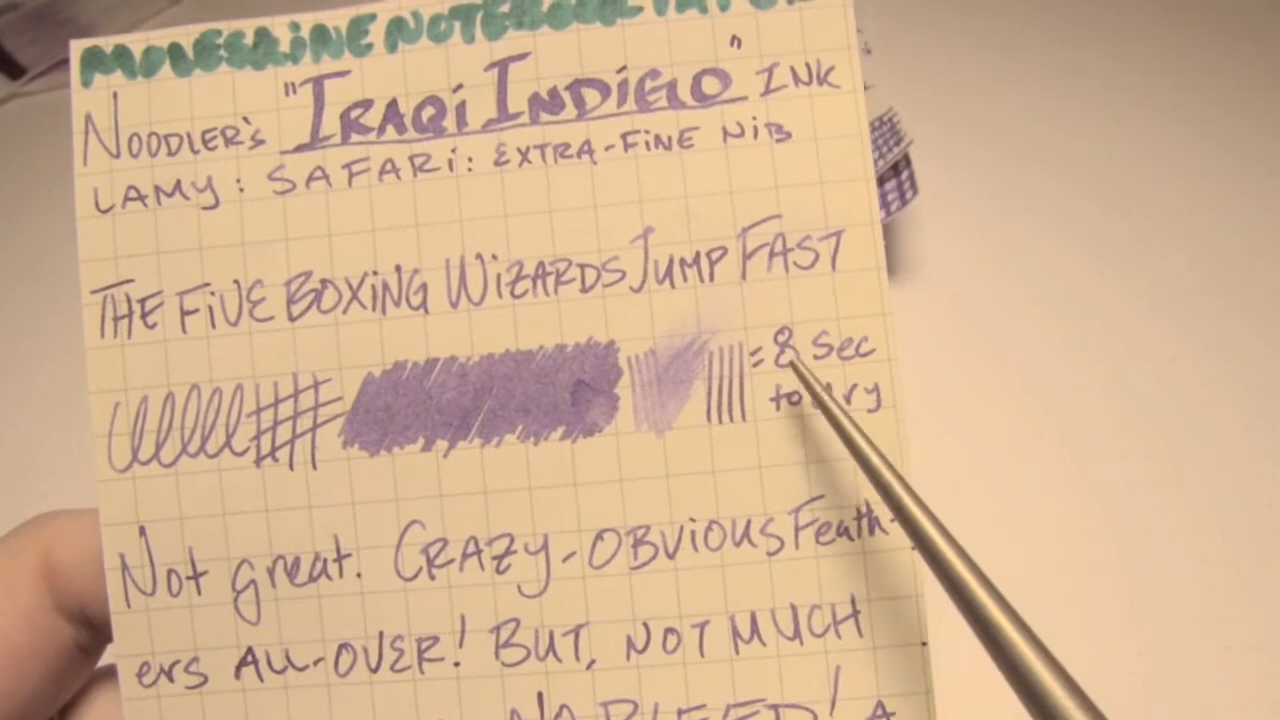 MOLESKINE NOTEBOOK
NOODLER'S "IRAQI INDIGO" INK
LAMY: SAFARI: EXTRA-FINE NIB
THE FIVE BOXING WIZARDS JUMP FAST
= 8 Sec
to Dry
Not great. CRAZY-OBVIOUS Feath-
ers ALL-OVER! BUT, NOT MUCH
A